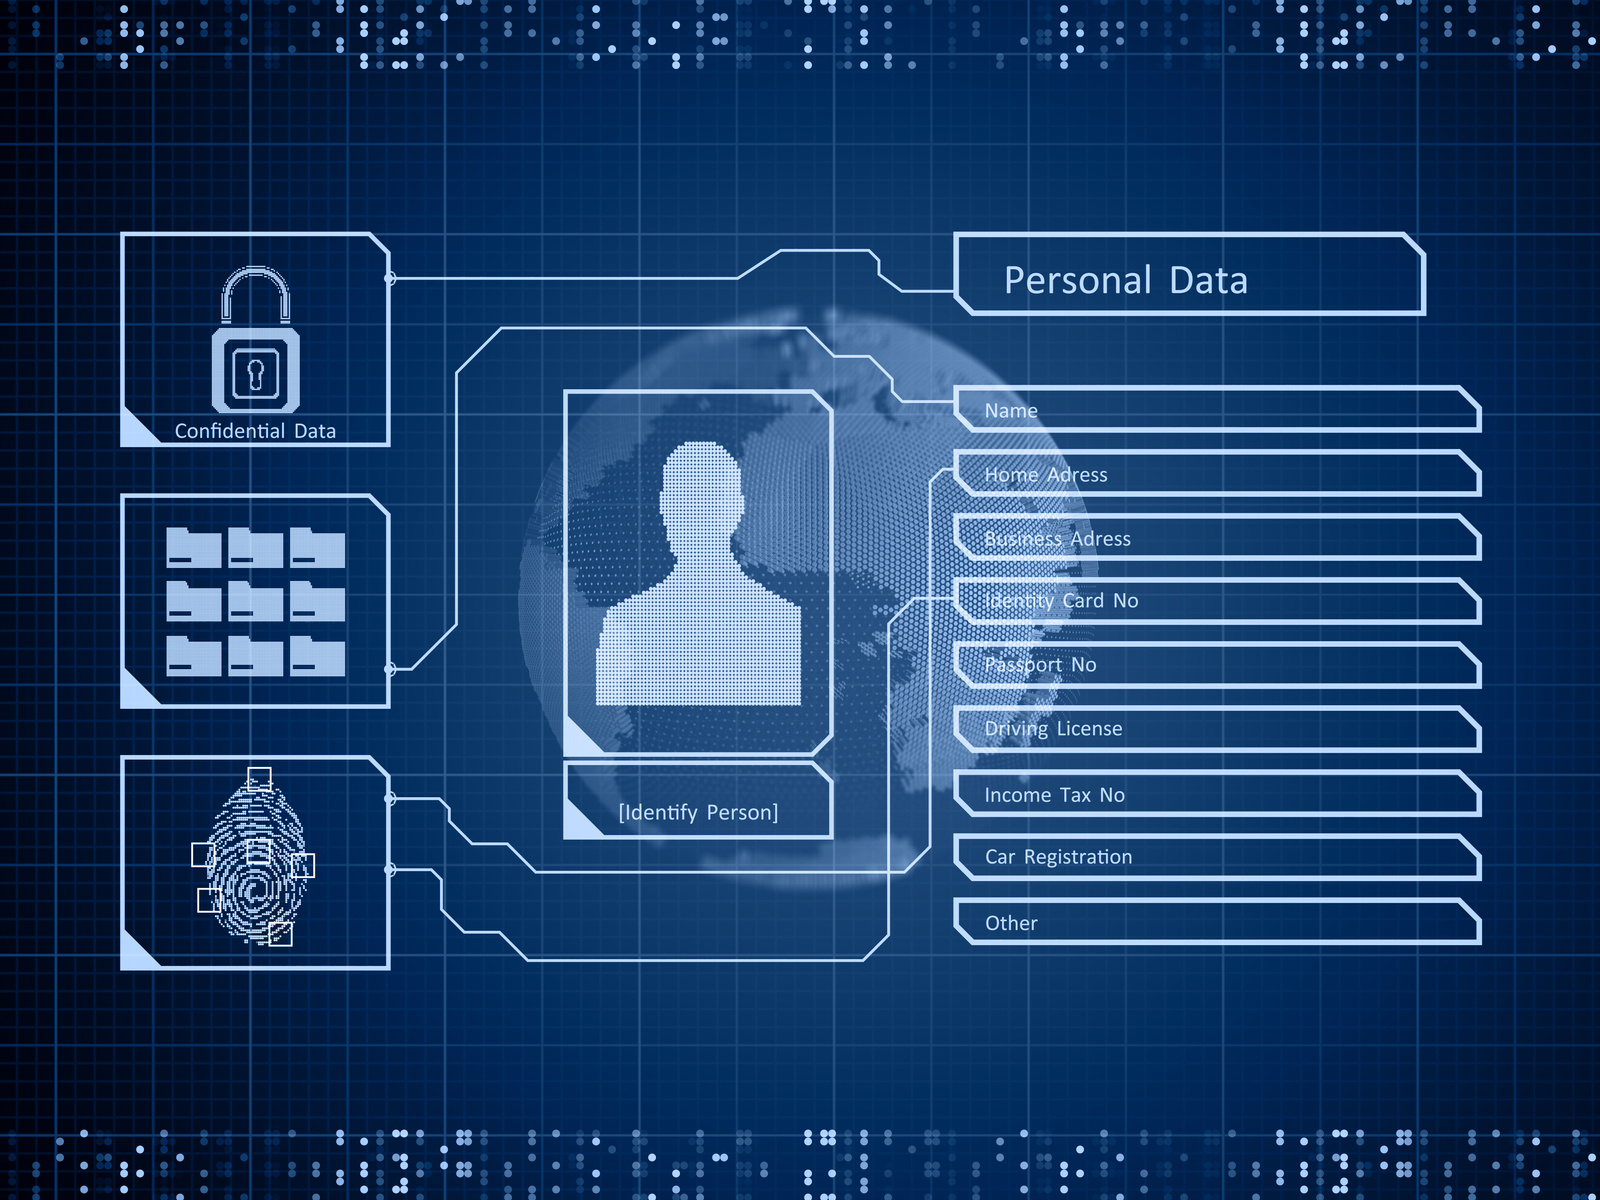 Confidential Data
Personal Data
Name
Home Adress
Business Adress
Identity Card No
Passport No
Driving License
Income Tax No
Car Registration
Other
[Identify Person]